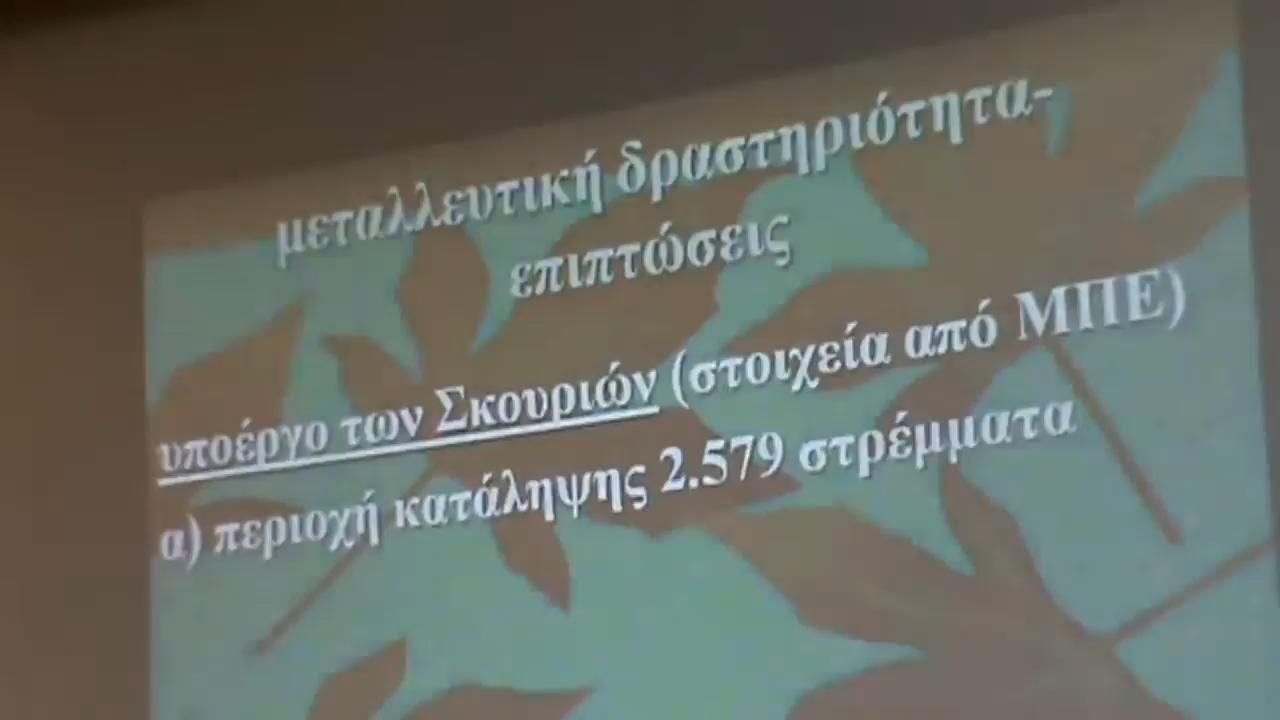 μεταλλευτική δραστηριότητα-
επιπτώσεις
υποέργο των Σκουριών (στοιχεία από ΜΠΕ)
α) περιοχή κατάληψης 2.579 στρέμματα